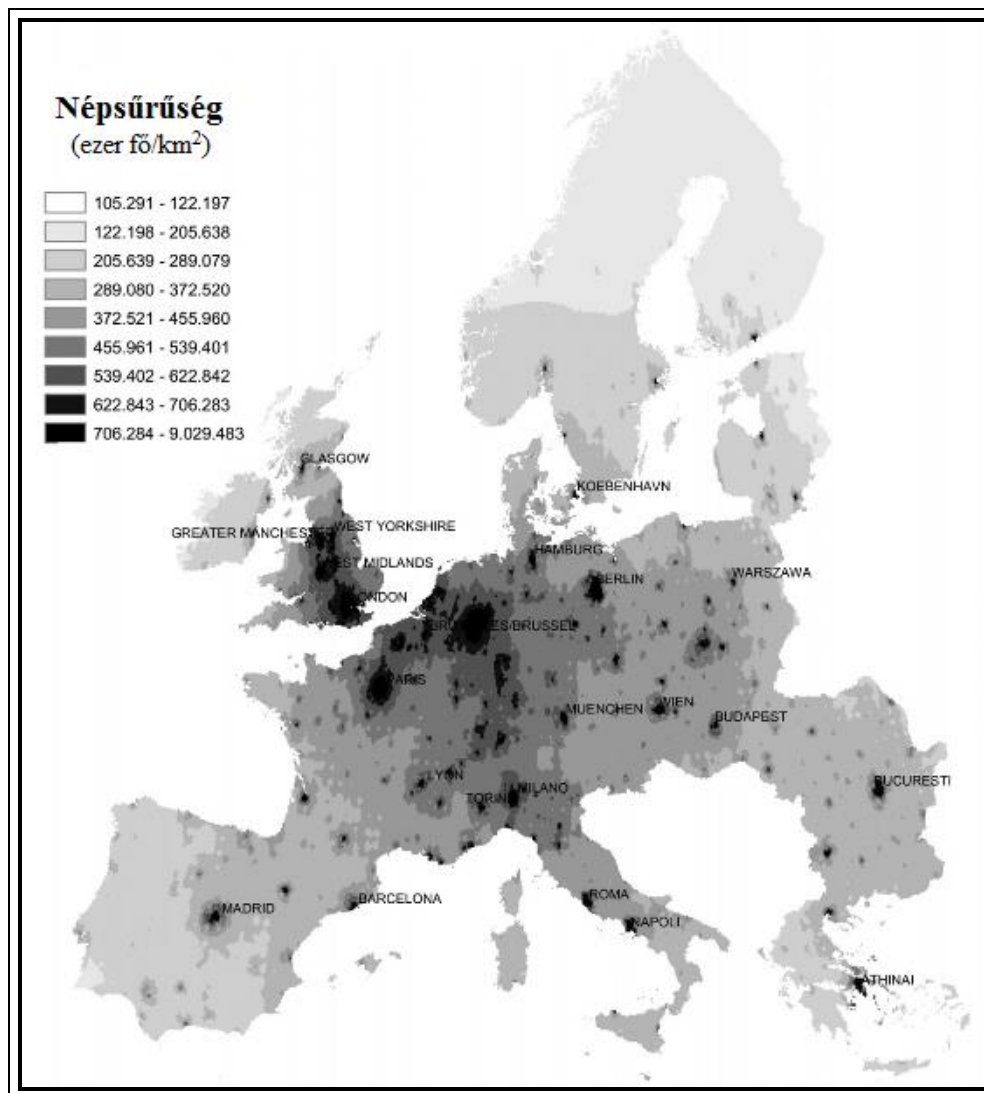 Népsűrűség
(ezer fő/km²)
105.291 - 122.197
122.198 - 205.638
205.639 - 289.079
289.080 - 372.520
372.521 - 455.960
455.961 - 539.401
539.402 - 622.842
622.843 - 706.283
706.284 - 9.029.483
GLASGOW
KOEBENHAVN
GREATER MANCHESTER
WEST YORKSHIRE
WEST MIDLANDS
HAMBURG
BERLIN
WARSZAWA
LONDON
BRUXELLES/BRUSSEL
PARIS
MUENCHEN
WIEN
BUDAPEST
LYON
TORINO
MILANO
BUCURESTI
MADRID
BARCELONA
ROMA
NAPOLI
ATHINAI